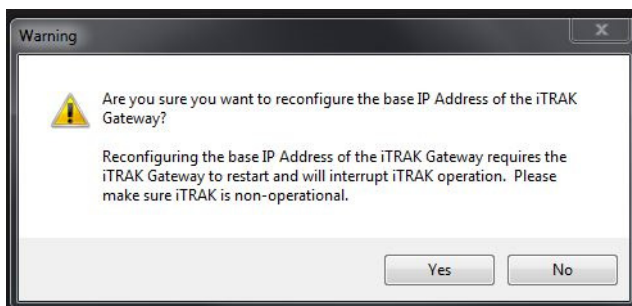 Warning
Are you sure you want to reconfigure the base IP Address of the iTRAK
Gateway?
Reconfiguring the base IP Address of the iTRAK Gateway requires the
iTRAK Gateway to restart and will interrupt iTRAK operation.  Please
make sure iTRAK is non-operational.
Yes
No